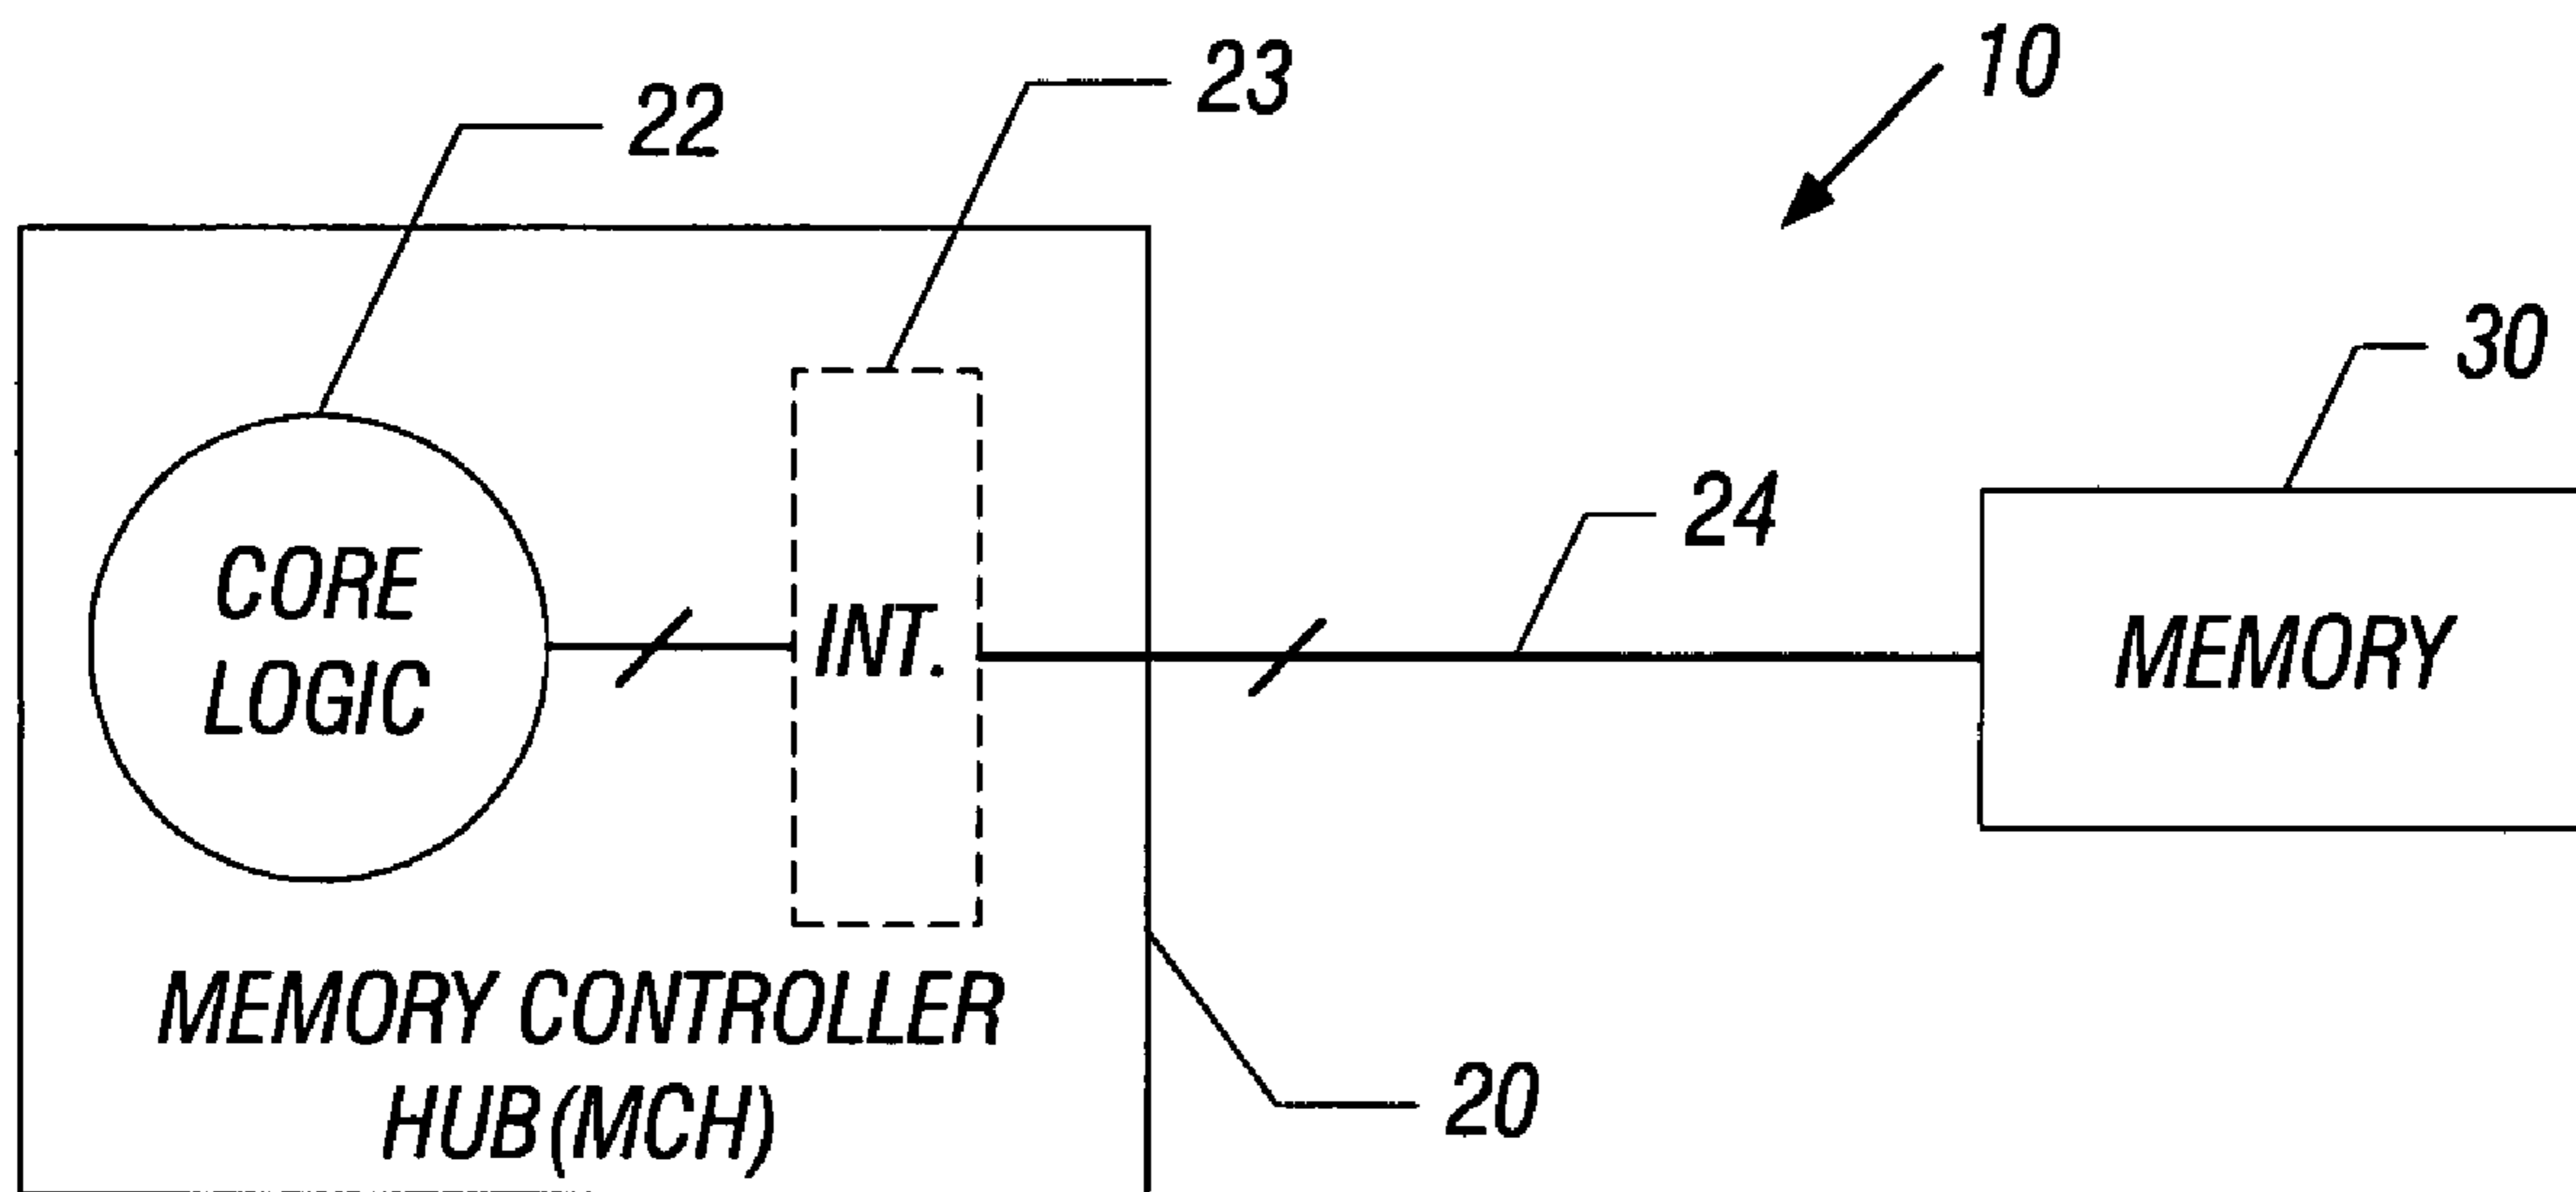 10
23
22
30
24
CORE
LOGIC
INT.
MEMORY
MEMORY CONTROLLER
HUB(MCH)
20